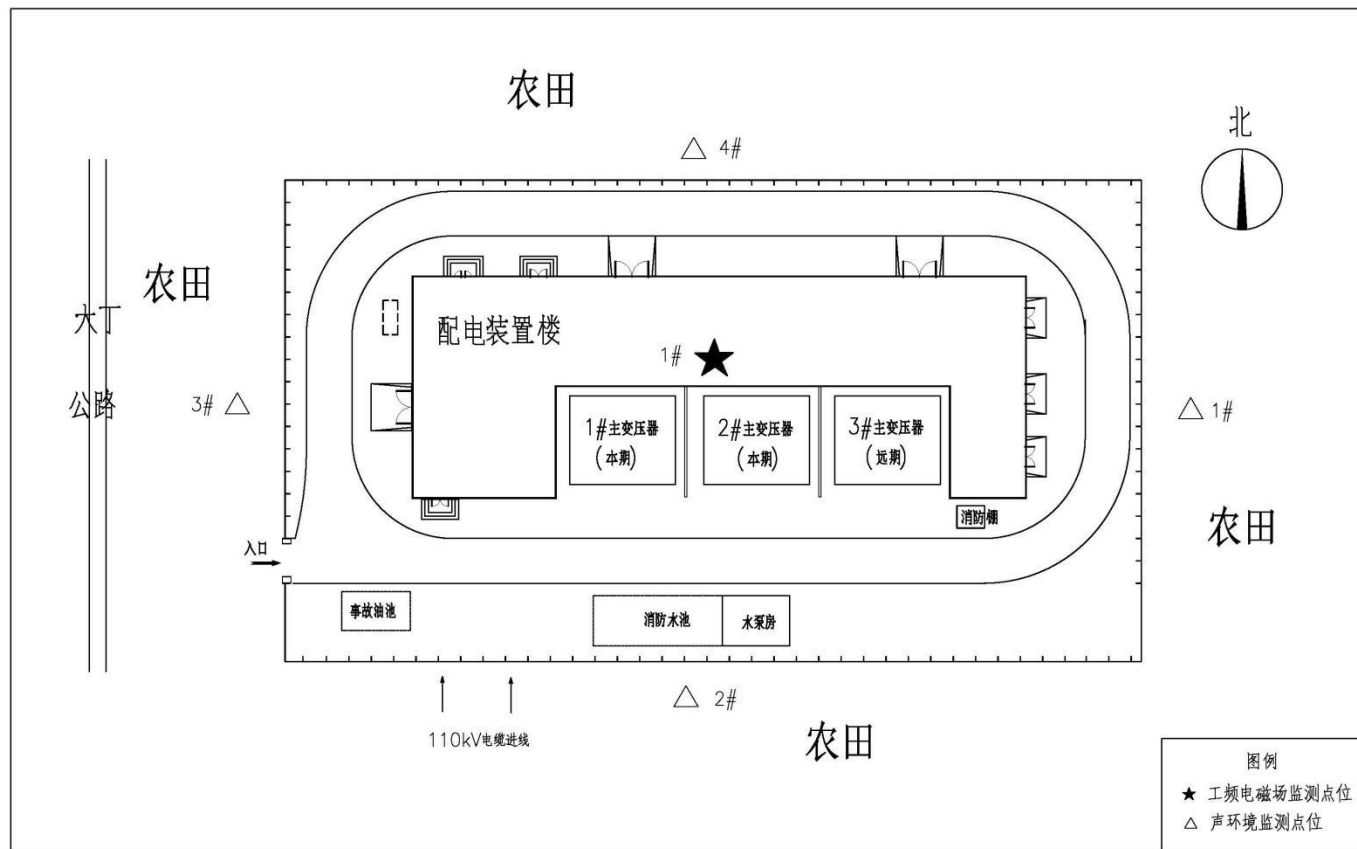 农田
北
4#
农田
六丁
公路
配电装置楼
1#
3#
1#
1#主变压器
(本期)
2#主变压器
(本期)
3#主变压器
(远期)
消防棚
农田
入口
事故油池
消防水池
水泵房
2#
110kV电缆进线
农田
图例
工频电磁场监测点位
声环境监测点位